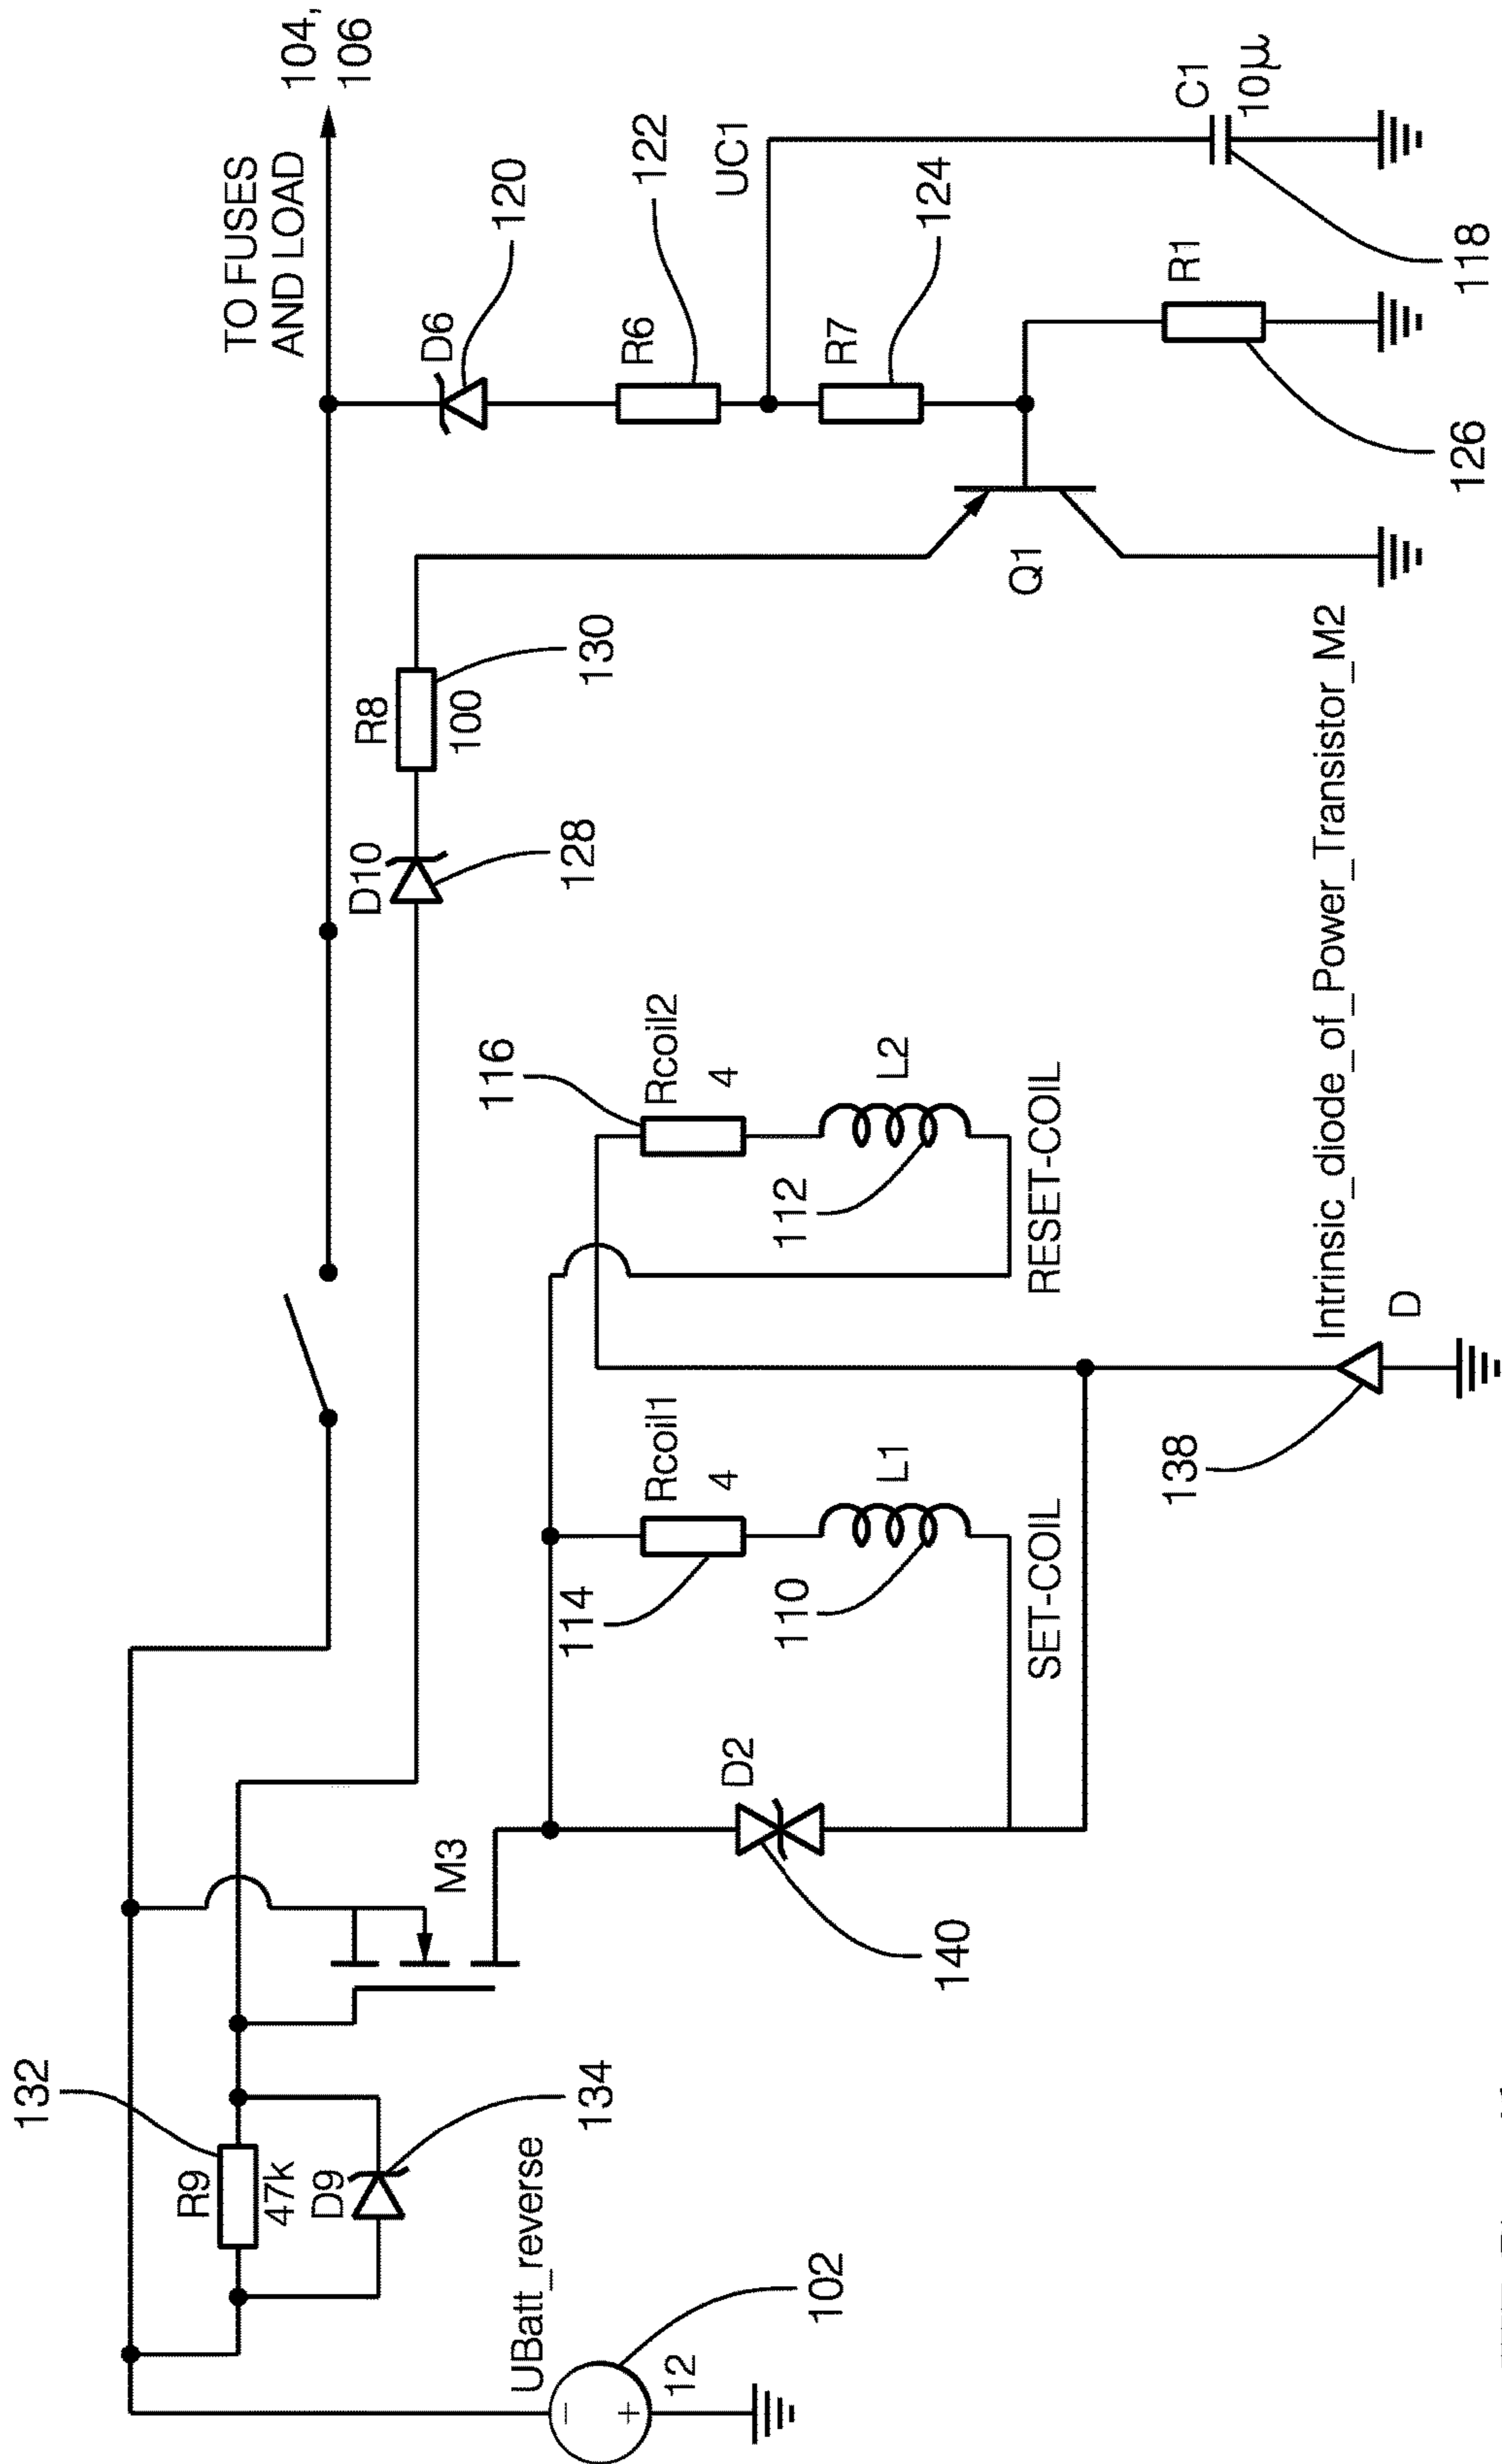 TO FUSES
AND LOAD
104,
106
132
R9
47k
D9
134
UBatt_reverse
−
+
12
102
M3
D2
140
Rcoil1
4
114
L1
110
SET-COIL
Rcoil2
4
116
L2
112
RESET-COIL
138
D
Intrinsic_diode_of_Power_Transistor_M2
D10
128
R8
100
130
Q1
D6
120
R6
122
UC1
R7
124
R1
126
C1
10µ
118